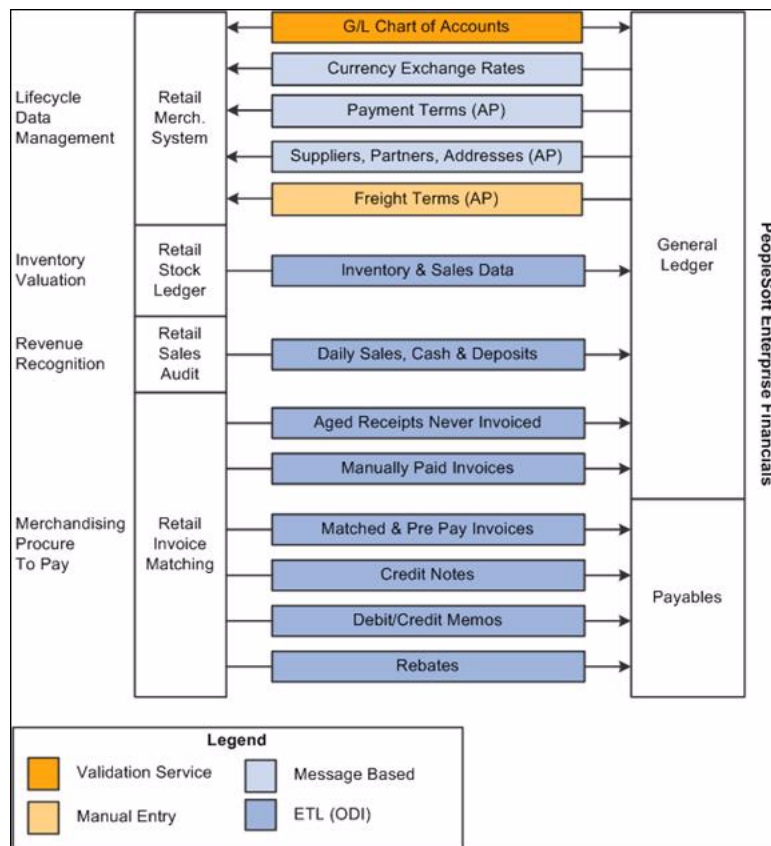 G/L Chart of Accounts
Currency Exchange Rates
Payment Terms (AP)
Suppliers, Partners, Addresses (AP)
Freight Terms (AP)
Lifecycle
Data
Management
Retail
Merch.
System
Inventory
Valuation
Retail
Stock
Ledger
Inventory & Sales Data
General
Ledger
PeopleSoft Enterprise Financials
Revenue
Recognition
Retail
Sales
Audit
Daily Sales, Cash & Deposits
Aged Receipts Never Invoiced
Manually Paid Invoices
Merchandising
Procure
To Pay
Retail
Invoice
Matching
Matched & Pre Pay Invoices
Credit Notes
Debit/Credit Memos
Rebates
Payables
Legend
Validation Service
Message Based
Manual Entry
ETL (ODI)